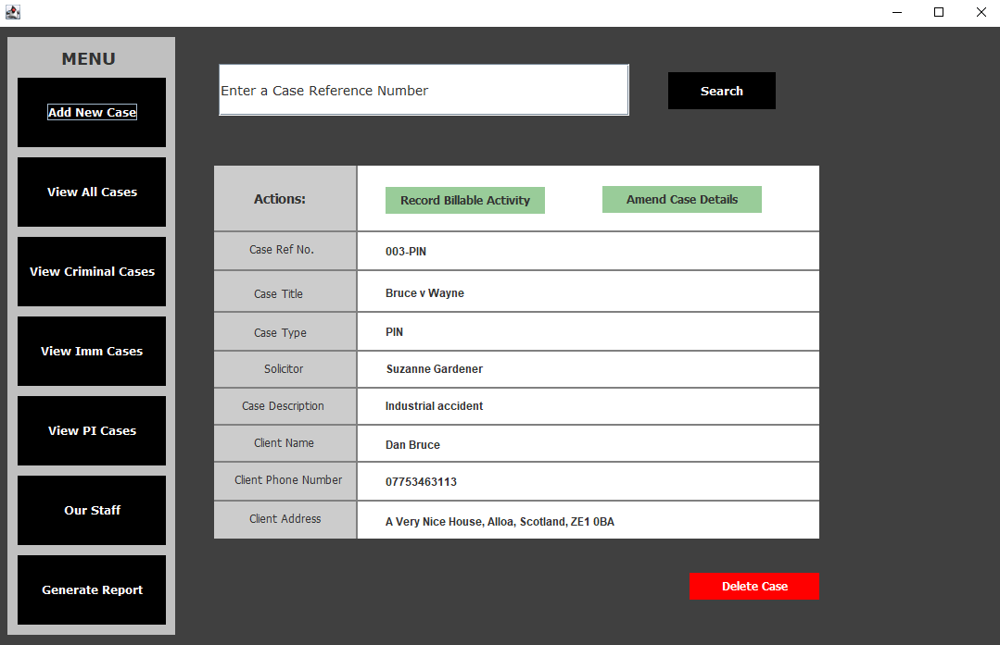 MENU
Add New Case
View All Cases
View Criminal Cases
View Imm Cases
View PI Cases
Our Staff
Generate Report
Enter a Case Reference Number
Search
Actions:
Record Billable Activity
Amend Case Details
Case Ref No.
003-PIN
Case Title
Bruce v Wayne
Case Type
PIN
Solicitor
Suzanne Gardener
Case Description
Industrial accident
Client Name
Dan Bruce
Client Phone Number
07753463113
Client Address
A Very Nice House, Alloa, Scotland, ZE1 0BA
Delete Case